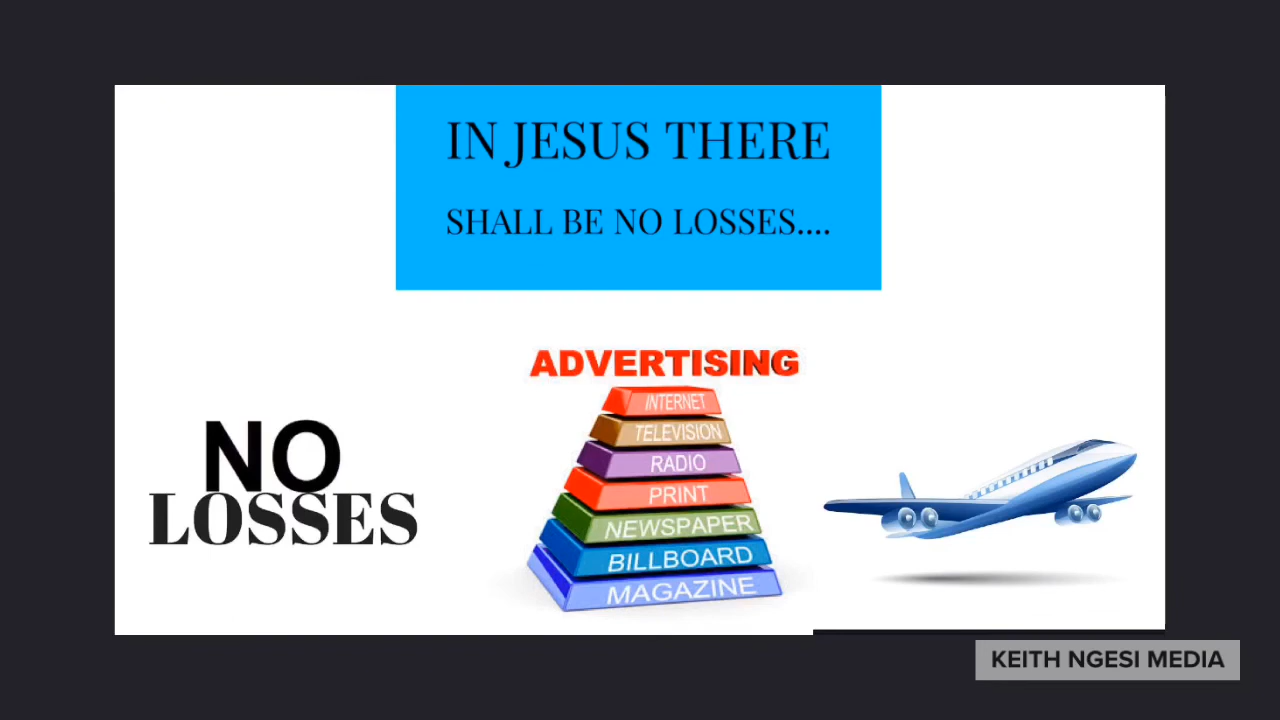 IN JESUS THERE
SHALL BE NO LOSSES....
ADVERTISING
INTERNET
TELEVISION
RADIO
PRINT
NEWSPAPER
BILLBOARD
MAGAZINE
NO
LOSSES
KEITH NGESI MEDIA